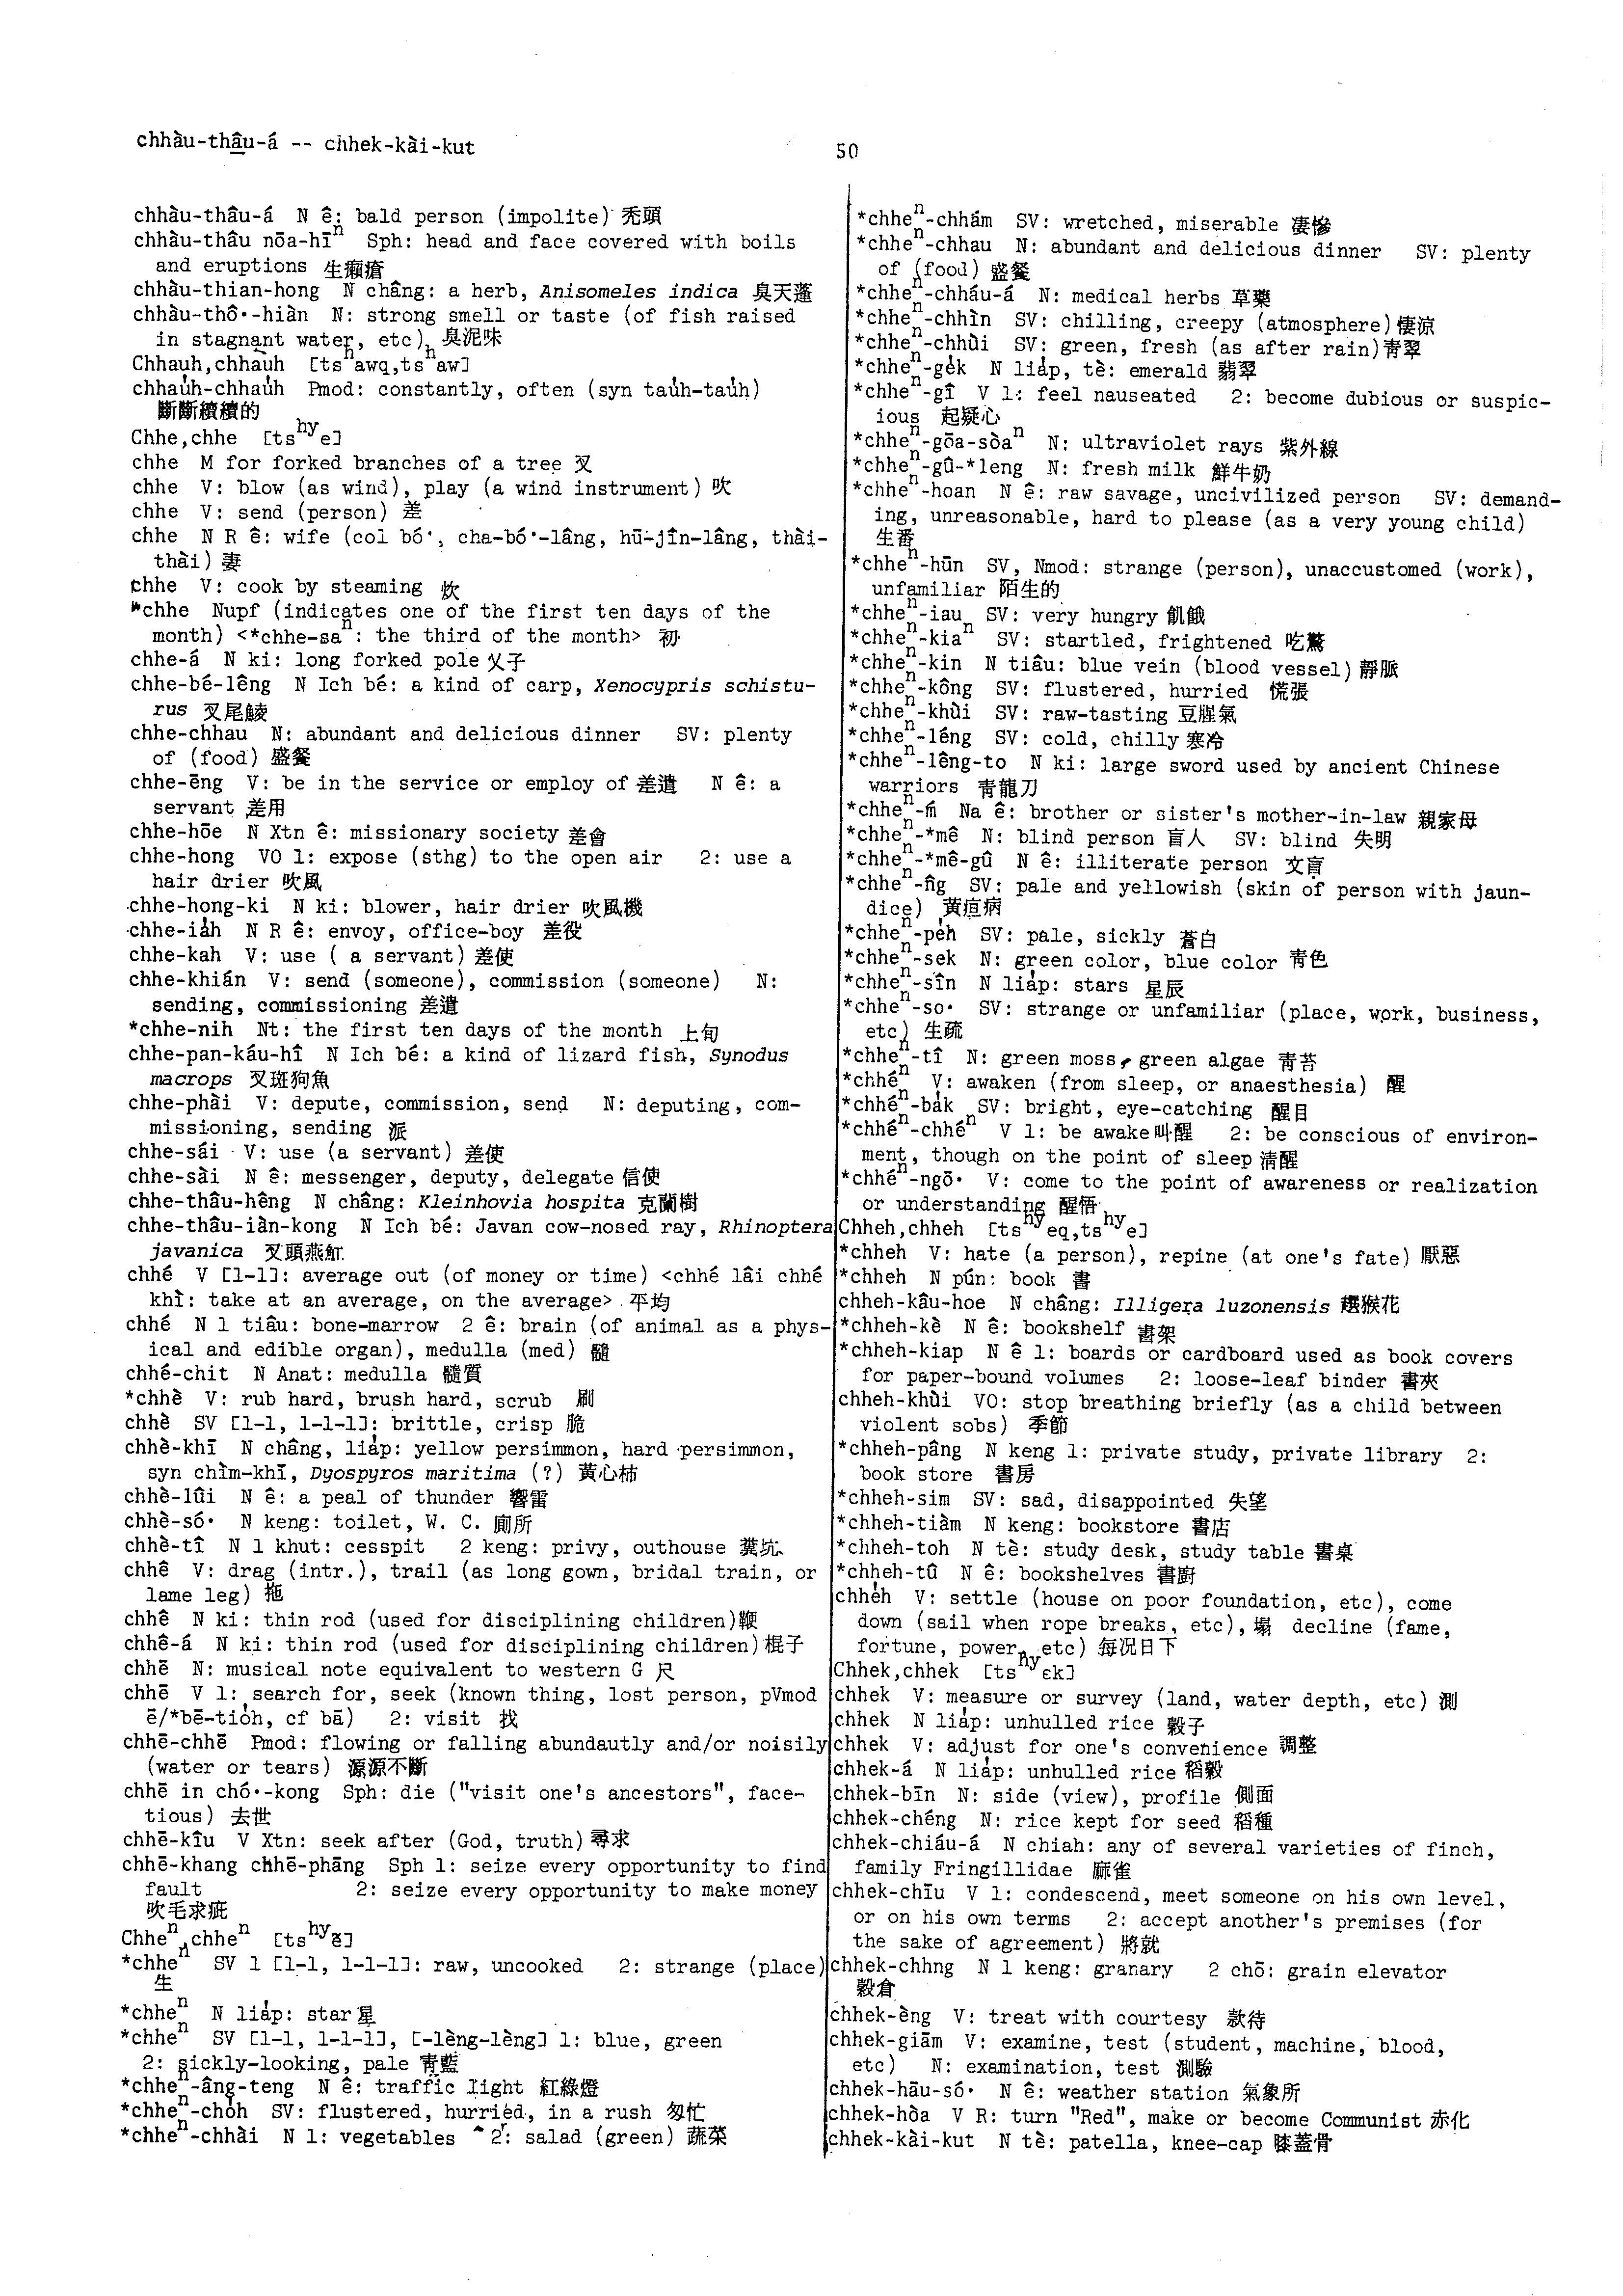 chhàu-thâu-á -- chhek-kài-kut
50
chhàu-thâu-á N ê: bald person (impolite) 禿頭
chhàu-thâu nōa-hīⁿ Sph: head and face covered with boils
and eruptions 生癩瘡
chhàu-thian-hong N châng: a herb, Anisomeles indica 臭天蓬
chhàu-thô·-hiàn N: strong smell or taste (of fish raised
in stagnant water, etc) 臭泥味
Chhauh,chhauh [tsʰawq,tsʰaw]
chhau̍h-chhau̍h Pmod: constantly, often (syn tau̍h-tau̍h)
斷斷續續的
Chhe,chhe [tsʰʸe]
chhe M for forked branches of a tree 叉
chhe V: blow (as wind), play (a wind instrument) 吹
chhe V: send (person) 差
chhe N R ê: wife (col bó·, cha-bó·-lâng, hū-jîn-lâng, thài-
thài) 妻
chhe V: cook by steaming 炊
*chhe Nupf (indicates one of the first ten days of the
month) <*chhe-saⁿ: the third of the month> 初
chhe-á N ki: long forked pole 乂子
chhe-bé-lêng N Ich bé: a kind of carp, Xenocypris schistu-
rus 叉尾鯪
chhe-chhau N: abundant and delicious dinner SV: plenty
of (food) 盛餐
chhe-ēng V: be in the service or employ of 差遣 N ê: a
servant 差用
chhe-hōe N Xtn ê: missionary society 差會
chhe-hong VO 1: expose (sthg) to the open air 2: use a
hair drier 吹風
chhe-hong-ki N ki: blower, hair drier 吹風機
chhe-ia̍h N R ê: envoy, office-boy 差役
chhe-kah V: use ( a servant) 差使
chhe-khián V: send (someone), commission (someone) N:
sending, commissioning 差遣
*chhe-nih Nt: the first ten days of the month 上旬
chhe-pan-káu-hî N Ich bé: a kind of lizard fish, Synodus
macrops 叉斑狗魚
chhe-phài V: depute, commission, send N: deputing, com-
missioning, sending 派
chhe-sái V: use (a servant) 差使
chhe-sài N ê: messenger, deputy, delegate 信使
chhe-thâu-hêng N châng: Kleinhovia hospita 克蘭樹
chhe-thâu-iàn-kong N Ich bé: Javan cow-nosed ray, Rhinoptera
javanica 叉頭燕魟
chhé V [1-1]: average out (of money or time) <chhé lâi chhé
khì: take at an average, on the average> 平均
chhé N 1 tiâu: bone-marrow 2 ê: brain (of animal as a phys-
ical and edible organ), medulla (med) 髓
chhé-chit N Anat: medulla 髓質
*chhè V: rub hard, brush hard, scrub 刷
chhè SV [1-1, 1-1-1]: brittle, crisp 脆
chhè-khī N châng, lia̍p: yellow persimmon, hard persimmon,
syn chìm-khī, Dyospyros maritima (?) 黃心柿
chhè-lûi N ê: a peal of thunder 響雷
chhè-só· N keng: toilet, W. C. 廁所
chhè-tî N 1 khut: cesspit 2 keng: privy, outhouse 糞坑
chhê V: drag (intr.), trail (as long gown, bridal train, or
lame leg) 拖
chhê N ki: thin rod (used for disciplining children) 鞭
chhê-á N ki: thin rod (used for disciplining children) 棍子
chhē N: musical note equivalent to western G 尺
chhē V 1: search for, seek (known thing, lost person, pVmod
ē/*bē-tio̍h, cf bā) 2: visit 找
chhē-chhē Pmod: flowing or falling abundautly and/or noisily
(water or tears) 源源不斷
chhē in chó·-kong Sph: die ("visit one's ancestors", face-
tious) 去世
chhē-kîu V Xtn: seek after (God, truth) 尋求
chhē-khang chhē-phāng Sph 1: seize every opportunity to find
fault 2: seize every opportunity to make money
吹毛求疵
Chheⁿ,chheⁿ [tsʰʸẽ]
*chheⁿ SV 1 [1-1, 1-1-1]: raw, uncooked 2: strange (place)
生
*chheⁿ N lia̍p: star 星
*chheⁿ SV [1-1, 1-1-1], [-lèng-lèng] 1: blue, green
2: sickly-looking, pale 青藍
*chheⁿ-âng-teng N ê: traffic light 紅綠燈
*chheⁿ-cho̍h SV: flustered, hurried, in a rush 匆忙
*chheⁿ-chhài N 1: vegetables 2: salad (green) 蔬菜
*chheⁿ-chhám SV: wretched, miserable 凄慘
*chheⁿ-chhau N: abundant and delicious dinner SV: plenty
of (food) 盛餐
*chheⁿ-chháu-á N: medical herbs 草藥
*chheⁿ-chhìn SV: chilling, creepy (atmosphere) 悽涼
*chheⁿ-chhùi SV: green, fresh (as after rain) 青翠
*chheⁿ-ge̍k N lia̍p, tè: emerald 翡翠
*chheⁿ-gî V 1: feel nauseated 2: become dubious or suspic-
ious 起疑心
*chheⁿ-gōa-sòaⁿ N: ultraviolet rays 紫外線
*chheⁿ-gû-*leng N: fresh milk 鮮牛奶
*chheⁿ-hoan N ê: raw savage, uncivilized person SV: demand-
ing, unreasonable, hard to please (as a very young child)
生番
*chheⁿ-hūn SV, Nmod: strange (person), unaccustomed (work),
unfamiliar 陌生的
*chheⁿ-iau SV: very hungry 飢餓
*chheⁿ-kiaⁿ SV: startled, frightened 吃驚
*chheⁿ-kin N tiâu: blue vein (blood vessel) 靜脈
*chheⁿ-kông SV: flustered, hurried 慌張
*chheⁿ-khùi SV: raw-tasting 豆腥氣
*chheⁿ-léng SV: cold, chilly 寒冷
*chheⁿ-lêng-to N ki: large sword used by ancient Chinese
warriors 青龍刀
*chheⁿ-ḿ Na ê: brother or sister's mother-in-law 親家母
*chheⁿ-*mê N: blind person 盲人 SV: blind 失明
*chheⁿ-*mê-gû N ê: illiterate person 文盲
*chheⁿ-n̂g SV: pale and yellowish (skin of person with jaun-
dice) 黃疸病
*chheⁿ-pe̍h SV: pale, sickly 蒼白
*chheⁿ-sek N: green color, blue color 青色
*chheⁿ-sîn N lia̍p: stars 星辰
*chheⁿ-so· SV: strange or unfamiliar (place, work, business,
etc) 生疏
*chheⁿ-tî N: green moss, green algae 青苔
*chhéⁿ V: awaken (from sleep, or anaesthesia) 醒
*chhéⁿ-ba̍k SV: bright, eye-catching 醒目
*chhéⁿ-chhéⁿ V 1: be awake 叫醒 2: be conscious of environ-
ment, though on the point of sleep 清醒
*chhéⁿ-ngō· V: come to the point of awareness or realization
or understanding 醒悟
Chheh,chheh [tsʰʸeq,tsʰʸe]
*chheh V: hate (a person), repine (at one's fate) 厭惡
*chheh N pún: book 書
chheh-kâu-hoe N châng: Illigera luzonensis 趩猴花
*chheh-kè N ê: bookshelf 書架
*chheh-kiap N ê 1: boards or cardboard used as book covers
for paper-bound volumes 2: loose-leaf binder 書夾
chheh-khùi VO: stop breathing briefly (as a child between
violent sobs) 季節
*chheh-pâng N keng 1: private study, private library 2:
book store 書房
*chheh-sim SV: sad, disappointed 失望
*chheh-tiàm N keng: bookstore 書店
*chheh-toh N tè: study desk, study table 書桌
*chheh-tû N ê: bookshelves 書廚
chhe̍h V: settle (house on poor foundation, etc), come
down (sail when rope breaks, etc), 塌 decline (fame,
fortune, power, etc) 每况日下
Chhek,chhek [tsʰʸɛk]
chhek V: measure or survey (land, water depth, etc) 測
chhek N lia̍p: unhulled rice 穀子
chhek V: adjust for one's convenience 調整
chhek-á N lia̍p: unhulled rice 稻穀
chhek-bīn N: side (view), profile 側面
chhek-chéng N: rice kept for seed 稻種
chhek-chiáu-á N chiah: any of several varieties of finch,
family Fringillidae 麻雀
chhek-chīu V 1: condescend, meet someone on his own level,
or on his own terms 2: accept another's premises (for
the sake of agreement) 將就
chhek-chhng N 1 keng: granary 2 chō: grain elevator
穀倉
chhek-èng V: treat with courtesy 款待
chhek-giām V: examine, test (student, machine, blood,
etc) N: examination, test 測驗
chhek-hāu-só· N ê: weather station 氣象所
chhek-hòa V R: turn "Red", make or become Communist 赤化
chhek-kài-kut N tè: patella, knee-cap 膝蓋骨